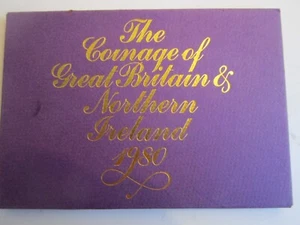 The
Coinage of
Great Britain &
Northern
Ireland
1980